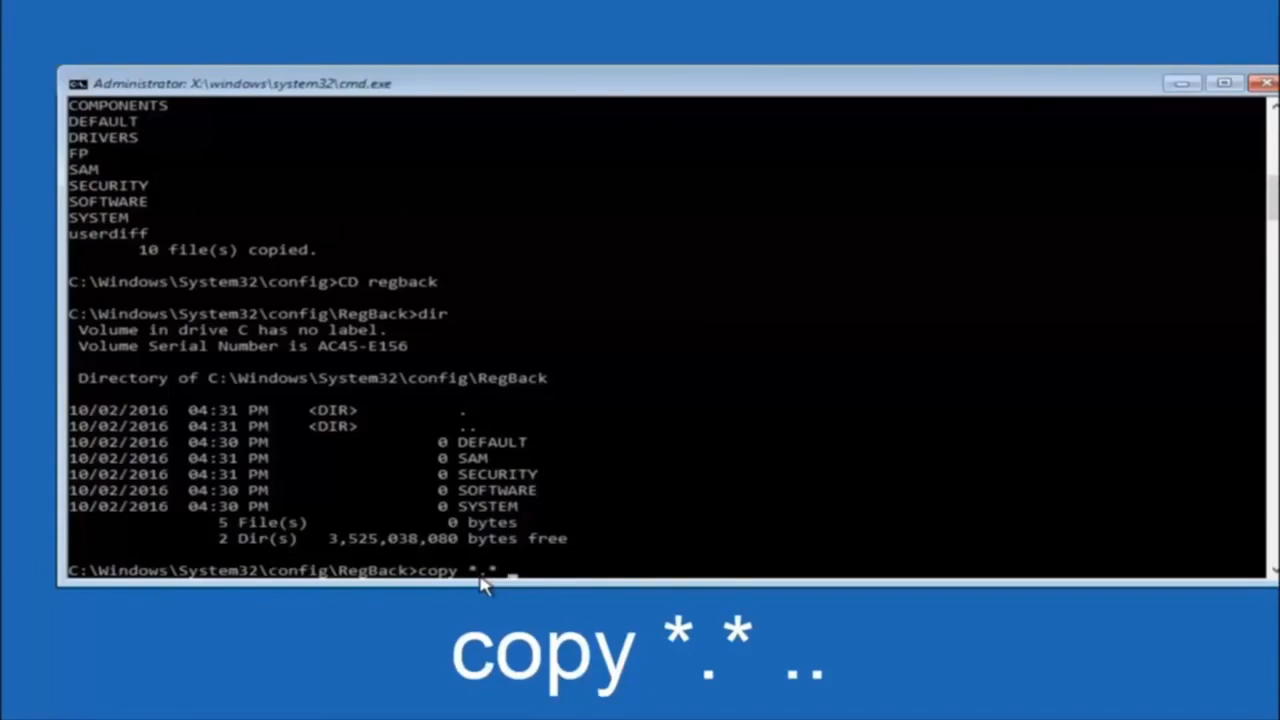 Administrator: X:\windows\system32\cmd.exe
COMPONENTS
DEFAULT
DRIVERS
FP
SAM
SECURITY
SOFTWARE
SYSTEM
userdiff
10 file(s) copied.
C:\Windows\System32\config>CD regback
C:\Windows\System32\config\RegBack>dir
Volume in drive C has no label.
Volume Serial Number is AC45-E156
Directory of C:\Windows\System32\config\RegBack
10/02/2016 04:31 PM <DIR> .
10/02/2016 04:31 PM <DIR> ..
10/02/2016 04:30 PM 0 DEFAULT
10/02/2016 04:31 PM 0 SAM
10/02/2016 04:31 PM 0 SECURITY
10/02/2016 04:30 PM 0 SOFTWARE
10/02/2016 04:30 PM 0 SYSTEM
5 File(s) 0 bytes
2 Dir(s) 3,525,038,080 bytes free
C:\Windows\System32\config\RegBack>copy *.* _
copy *.* ..